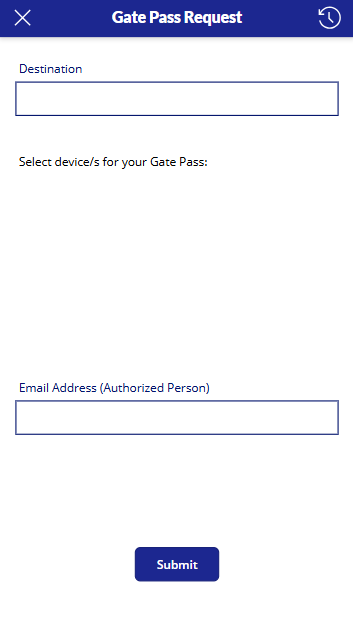 Gate Pass Request
Destination
Select device/s for your Gate Pass:
Email Address (Authorized Person)
Submit